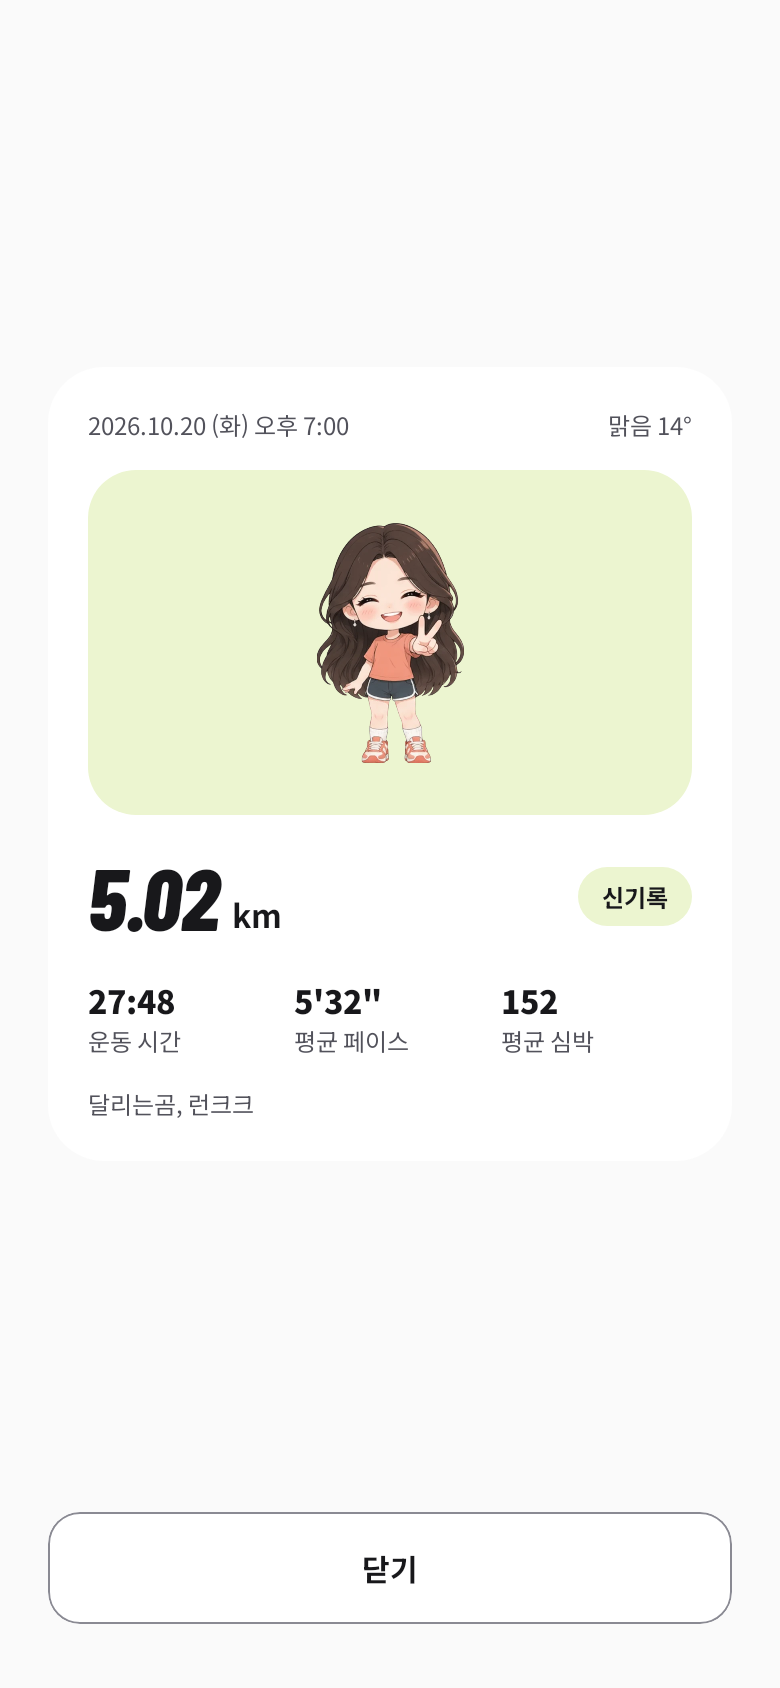 2026.10.20 (화) 오후 7:00 맑음 14°
5.02 km 신기록
27:48 5'32" 152
운동 시간 평균 페이스 평균 심박
달리는곰, 런크크
닫기